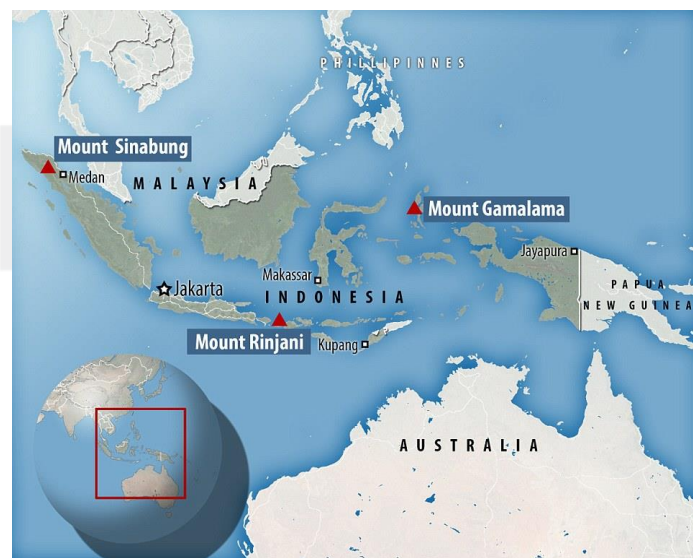 PHILLIPINNES
Mount Sinabung
Medan
MALAYSIA
Mount Gamalama
Jayapura
Makassar
PAPUA
NEW GUINEA
Jakarta
INDONESIA
Mount Rinjani
Kupang
AUSTRALIA